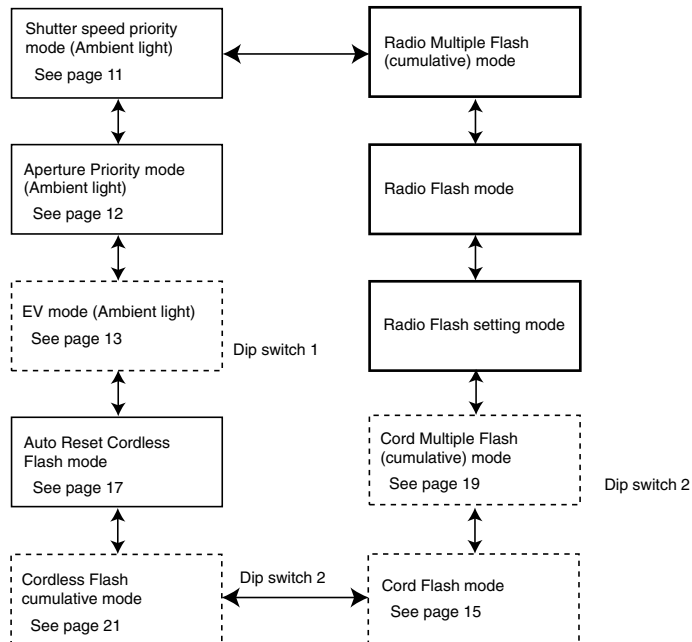 Shutter speed priority
mode (Ambient light)
See page 11
Radio Multiple Flash
(cumulative) mode
Aperture Priority mode
(Ambient light)
See page 12
Radio Flash mode
EV mode (Ambient light)
See page 13
Dip switch 1
Radio Flash setting mode
Auto Reset Cordless
Flash mode
See page 17
Cord Multiple Flash
(cumulative) mode
See page 19
Dip switch 2
Cordless Flash
cumulative mode
See page 21
Dip switch 2
Cord Flash mode
See page 15